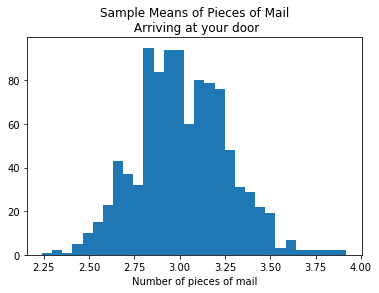 Sample Means of Pieces of Mail
Arriving at your door
80
60
40
20
0
2.25 2.50 2.75 3.00 3.25 3.50 3.75 4.00
Number of pieces of mail